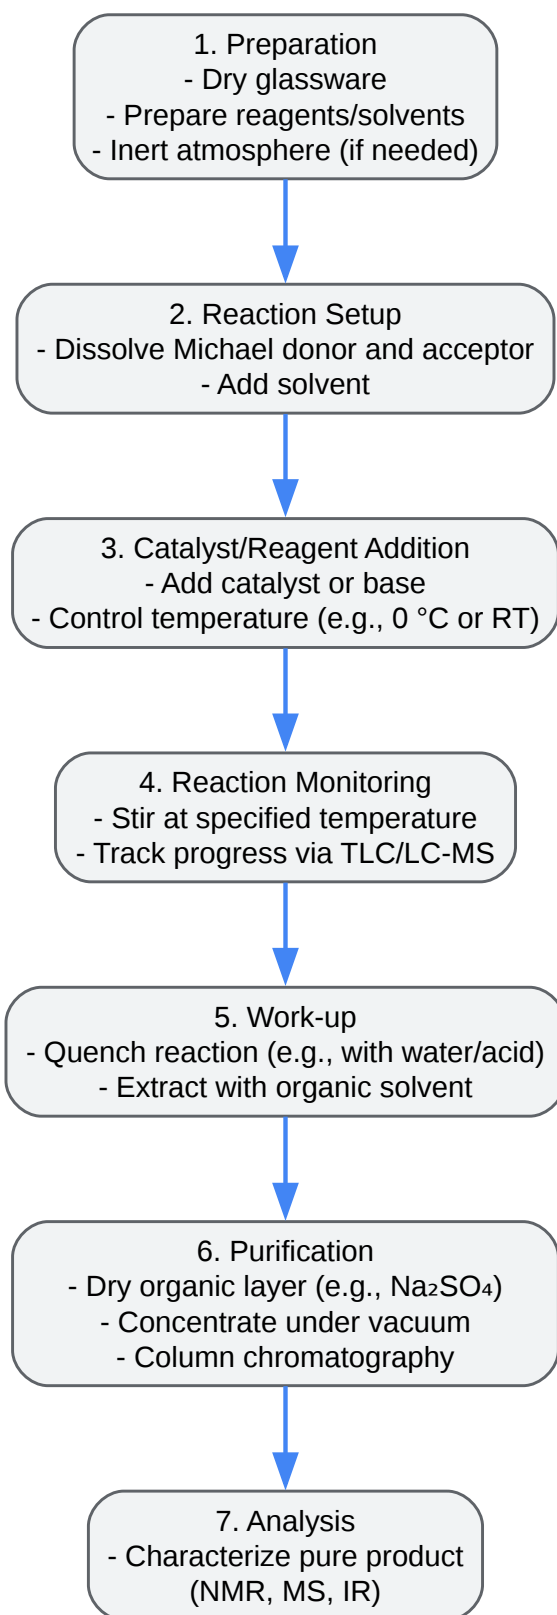 1. Preparation
- Dry glassware
- Prepare reagents/solvents
- Inert atmosphere (if needed)
2. Reaction Setup
- Dissolve Michael donor and acceptor
- Add solvent
3. Catalyst/Reagent Addition
- Add catalyst or base
- Control temperature (e.g., 0 °C or RT)
4. Reaction Monitoring
- Stir at specified temperature
- Track progress via TLC/LC-MS
5. Work-up
- Quench reaction (e.g., with water/acid)
- Extract with organic solvent
6. Purification
- Dry organic layer (e.g., Na₂SO₄)
- Concentrate under vacuum
- Column chromatography
7. Analysis
- Characterize pure product
(NMR, MS, IR)